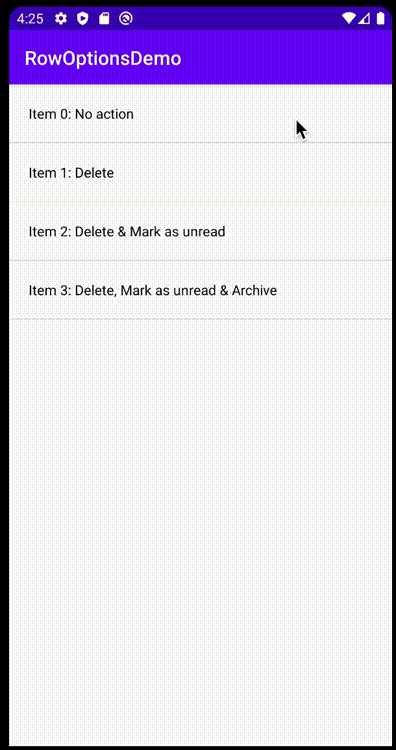 4:25
RowOptionsDemo
Item 0: No action
Item 1: Delete
Item 2: Delete & Mark as unread
Item 3: Delete, Mark as unread & Archive